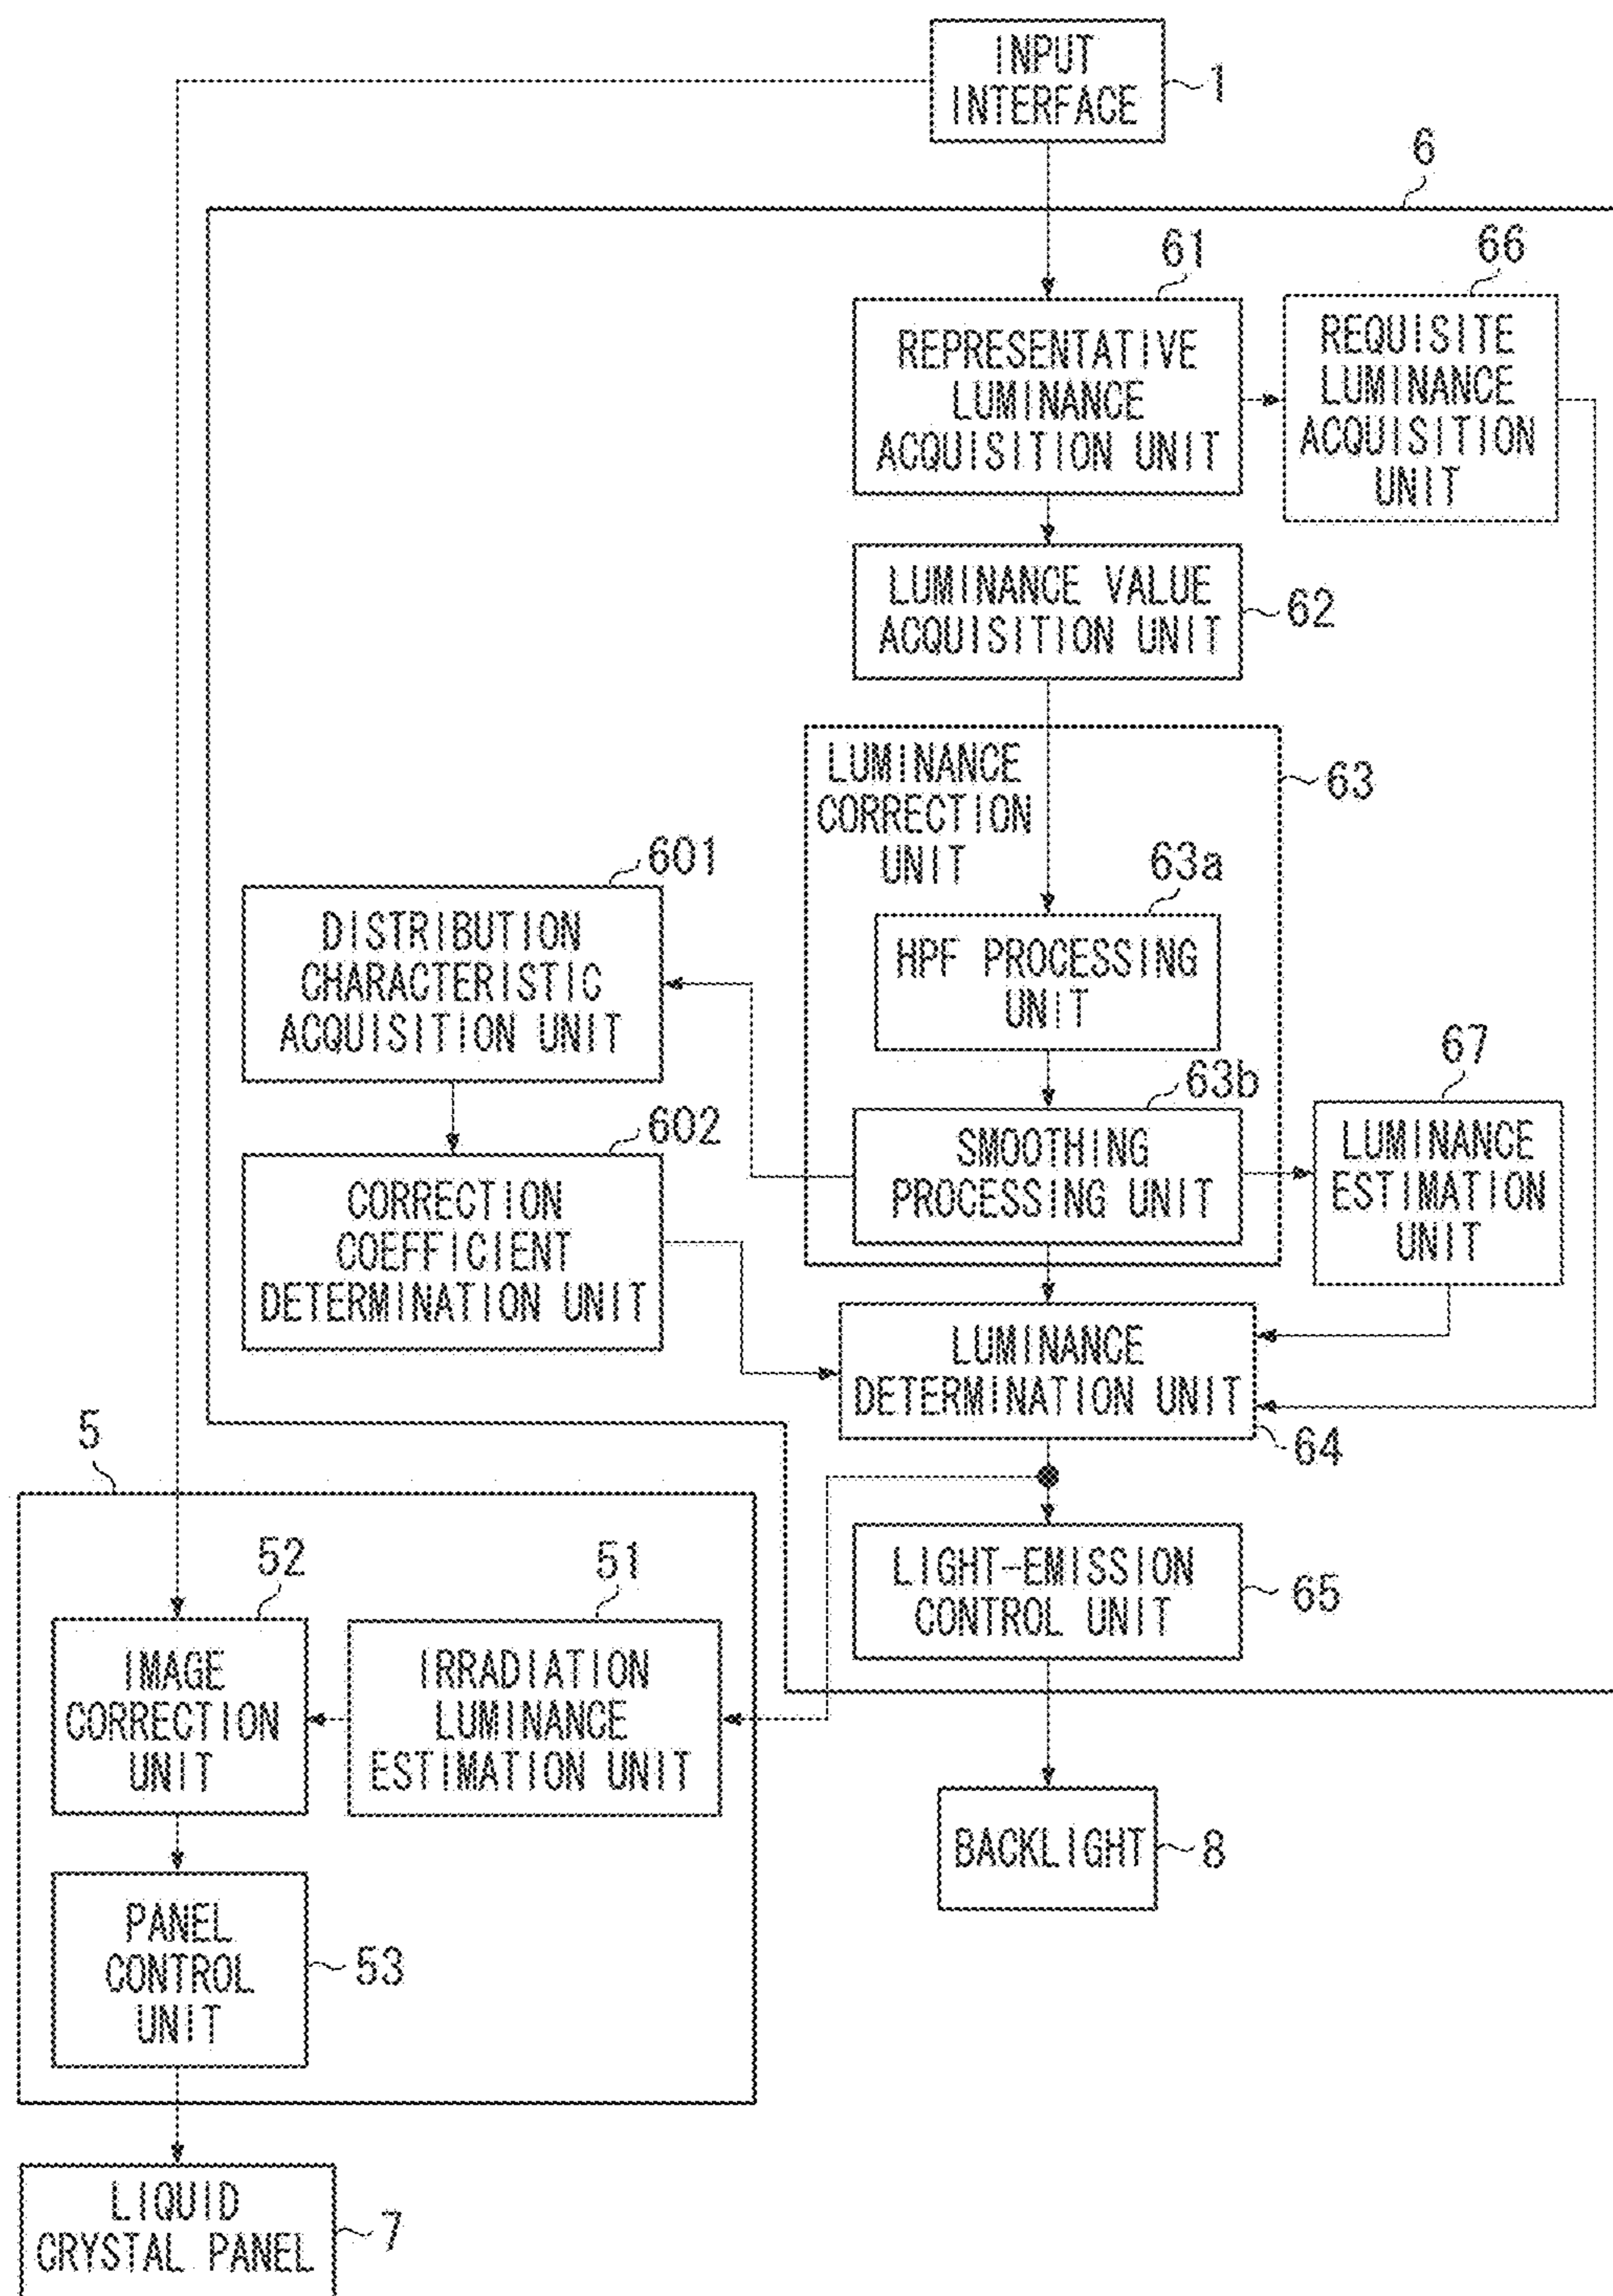 INPUT
INTERFACE
1
6
61
66
REPRESENTATIVE
LUMINANCE
ACQUISITION UNIT
REQUISITE
LUMINANCE
ACQUISITION
UNIT
LUMINANCE VALUE
ACQUISITION UNIT
62
LUMINANCE
CORRECTION
UNIT
63
63a
HPF PROCESSING
UNIT
601
DISTRIBUTION
CHARACTERISTIC
ACQUISITION UNIT
63b
SMOOTHING
PROCESSING UNIT
67
LUMINANCE
ESTIMATION
UNIT
602
CORRECTION
COEFFICIENT
DETERMINATION UNIT
LUMINANCE
DETERMINATION UNIT
64
5
LIGHT-EMISSION
CONTROL UNIT
65
52
IMAGE
CORRECTION
UNIT
51
IRRADIATION
LUMINANCE
ESTIMATION UNIT
BACKLIGHT
8
PANEL
CONTROL
UNIT
53
LIQUID
CRYSTAL PANEL
7